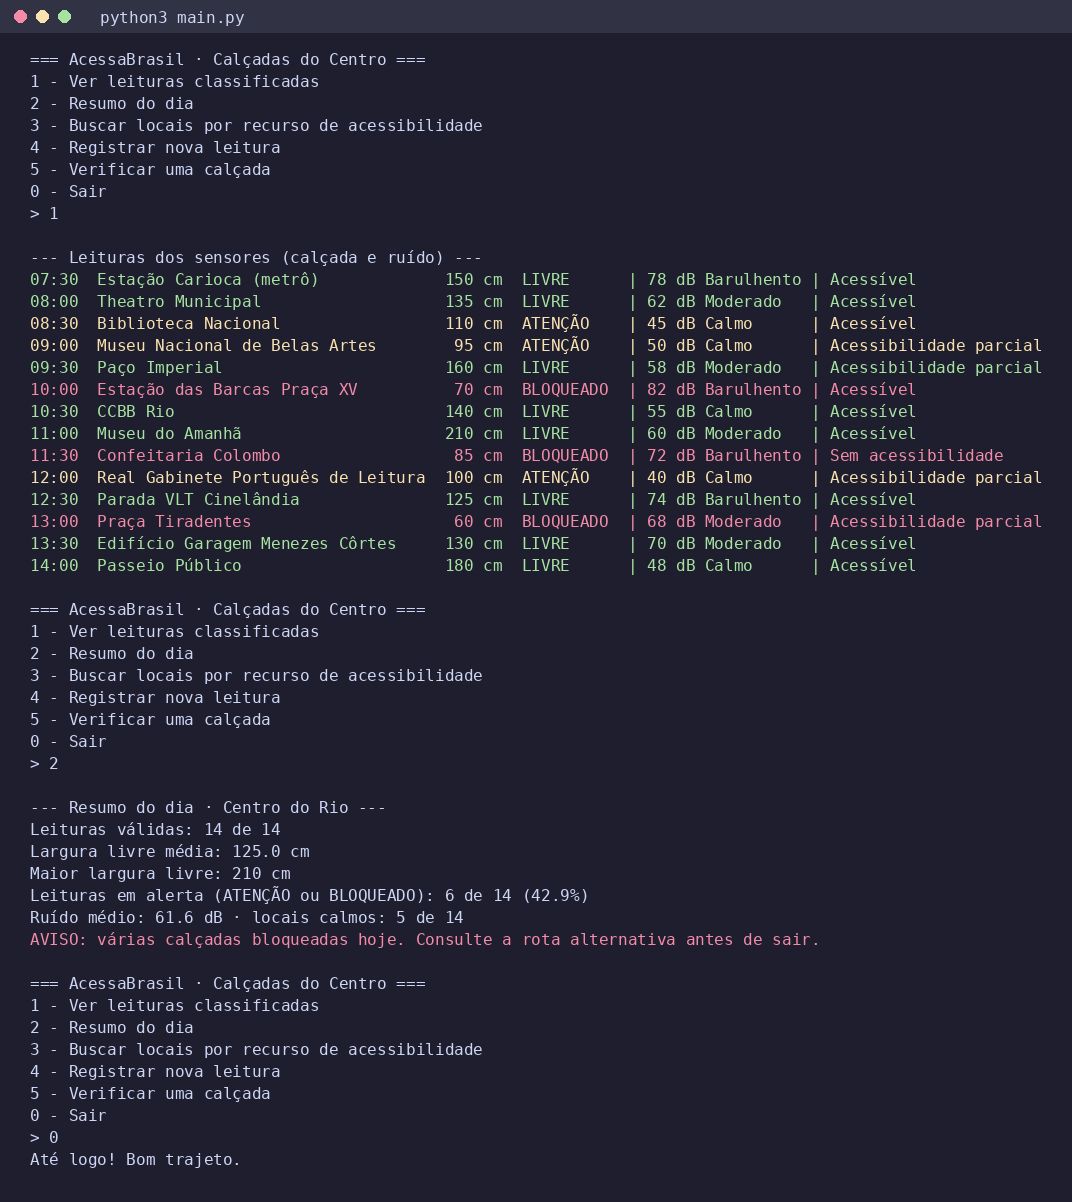 python3 main.py
=== AcessaBrasil · Calçadas do Centro ===
1 - Ver leituras classificadas
2 - Resumo do dia
3 - Buscar locais por recurso de acessibilidade
4 - Registrar nova leitura
5 - Verificar uma calçada
0 - Sair
> 1
--- Leituras dos sensores (calçada e ruído) ---
07:30  Estação Carioca (metrô)             150 cm  LIVRE      | 78 dB Barulhento | Acessível
08:00  Theatro Municipal                   135 cm  LIVRE      | 62 dB Moderado   | Acessível
08:30  Biblioteca Nacional                 110 cm  ATENÇÃO    | 45 dB Calmo      | Acessível
09:00  Museu Nacional de Belas Artes        95 cm  ATENÇÃO    | 50 dB Calmo      | Acessibilidade parcial
09:30  Paço Imperial                       160 cm  LIVRE      | 58 dB Moderado   | Acessibilidade parcial
10:00  Estação das Barcas Praça XV          70 cm  BLOQUEADO  | 82 dB Barulhento | Acessível
10:30  CCBB Rio                            140 cm  LIVRE      | 55 dB Calmo      | Acessível
11:00  Museu do Amanhã                     210 cm  LIVRE      | 60 dB Moderado   | Acessível
11:30  Confeitaria Colombo                  85 cm  BLOQUEADO  | 72 dB Barulhento | Sem acessibilidade
12:00  Real Gabinete Português de Leitura  100 cm  ATENÇÃO    | 40 dB Calmo      | Acessibilidade parcial
12:30  Parada VLT Cinelândia               125 cm  LIVRE      | 74 dB Barulhento | Acessível
13:00  Praça Tiradentes                     60 cm  BLOQUEADO  | 68 dB Moderado   | Acessibilidade parcial
13:30  Edifício Garagem Menezes Côrtes     130 cm  LIVRE      | 70 dB Moderado   | Acessível
14:00  Passeio Público                     180 cm  LIVRE      | 48 dB Calmo      | Acessível
=== AcessaBrasil · Calçadas do Centro ===
1 - Ver leituras classificadas
2 - Resumo do dia
3 - Buscar locais por recurso de acessibilidade
4 - Registrar nova leitura
5 - Verificar uma calçada
0 - Sair
> 2
--- Resumo do dia · Centro do Rio ---
Leituras válidas: 14 de 14
Largura livre média: 125.0 cm
Maior largura livre: 210 cm
Leituras em alerta (ATENÇÃO ou BLOQUEADO): 6 de 14 (42.9%)
Ruído médio: 61.6 dB · locais calmos: 5 de 14
AVISO: várias calçadas bloqueadas hoje. Consulte a rota alternativa antes de sair.
=== AcessaBrasil · Calçadas do Centro ===
1 - Ver leituras classificadas
2 - Resumo do dia
3 - Buscar locais por recurso de acessibilidade
4 - Registrar nova leitura
5 - Verificar uma calçada
0 - Sair
> 0
Até logo! Bom trajeto.